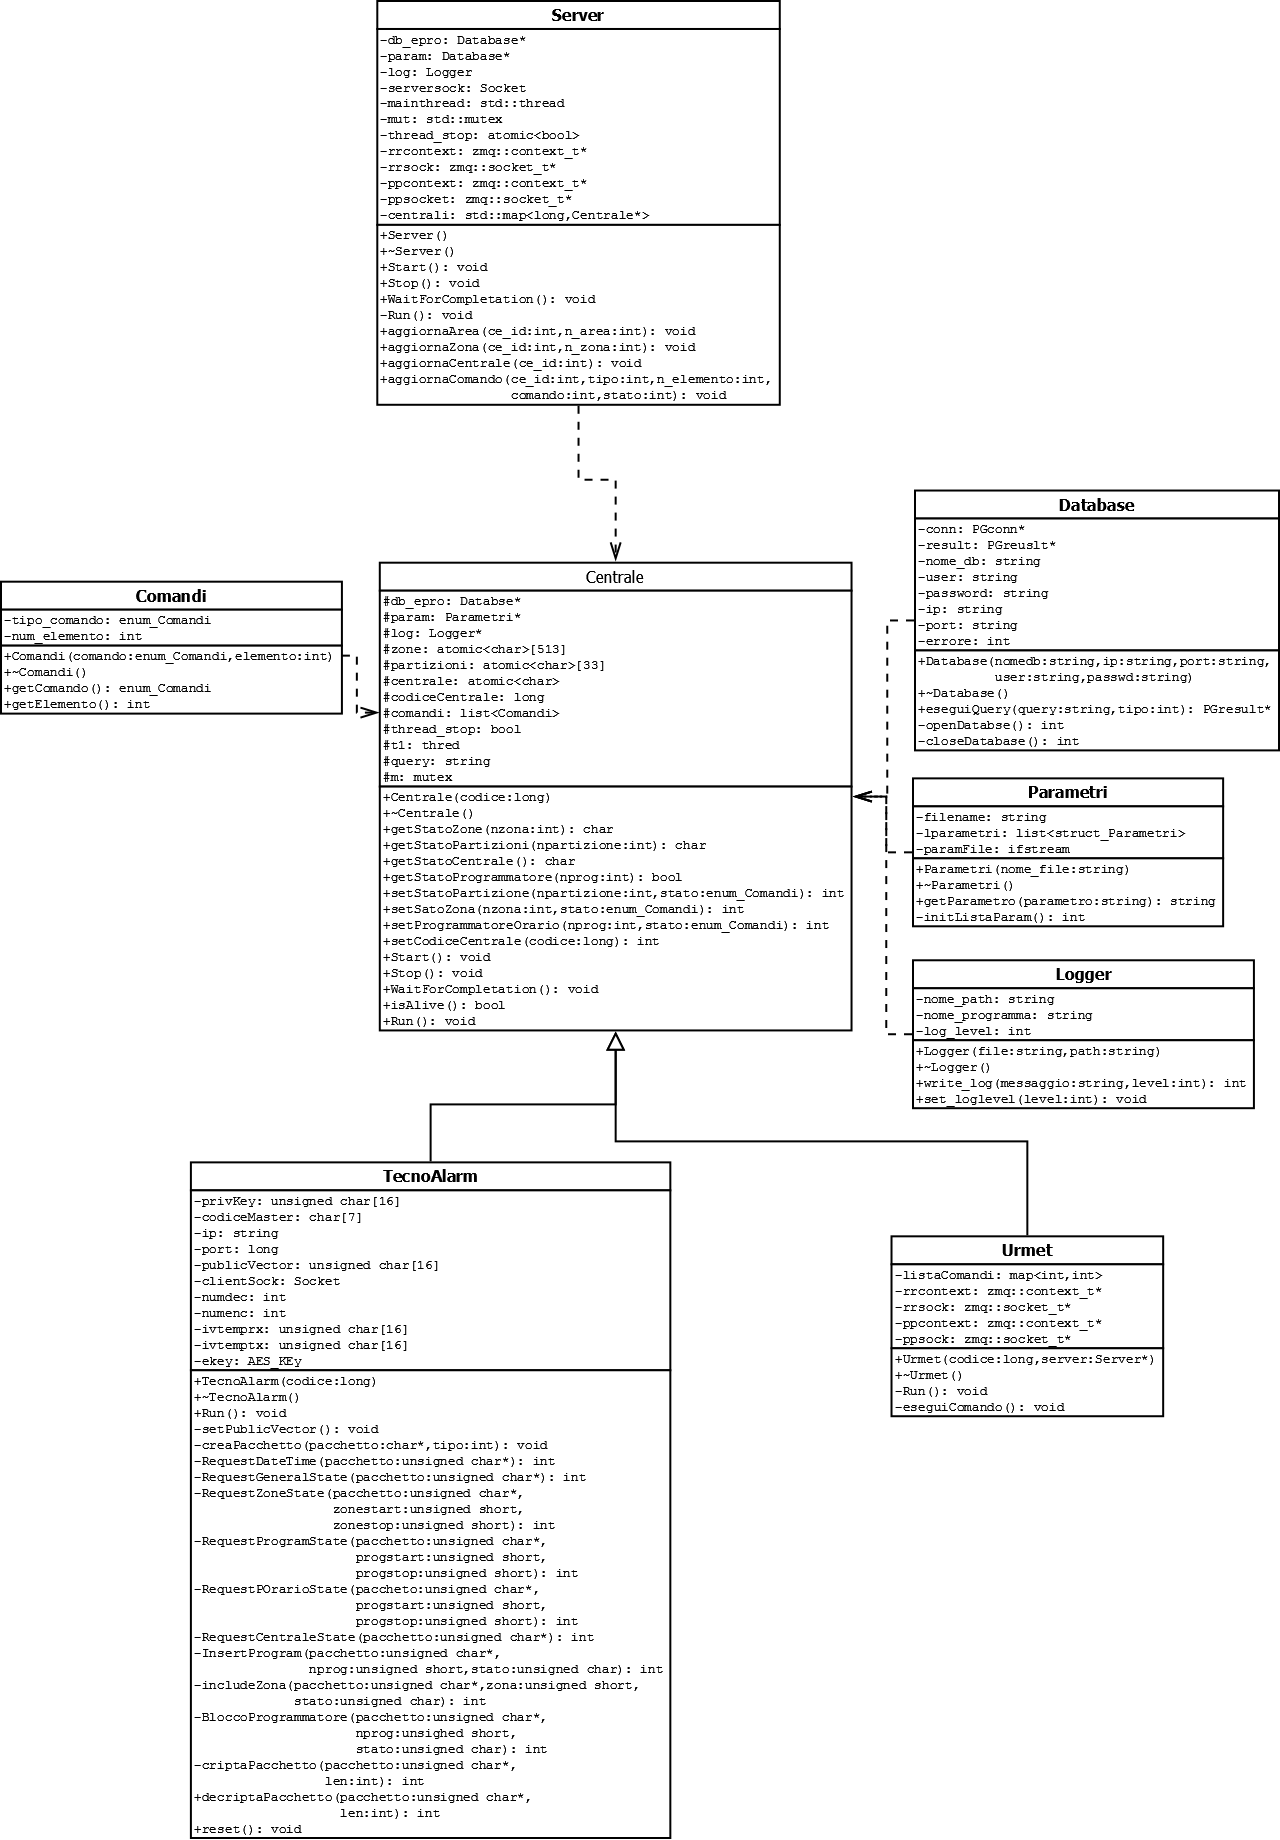 Server
-db_epro: Database*
-param: Database*
-log: Logger
-serversock: Socket
-mainthread: std::thread
-mut: std::mutex
-thread_stop: atomic<bool>
-rrcontext: zmq::context_t*
-rrsock: zmq::socket_t*
-ppcontext: zmq::context_t*
-ppsocket: zmq::socket_t*
-centrali: std::map<long,Centrale*>
+Server()
+~Server()
+Start(): void
+Stop(): void
+WaitForCompletation(): void
-Run(): void
+aggiornaArea(ce_id:int,n_area:int): void
+aggiornaZona(ce_id:int,n_zona:int): void
+aggiornaCentrale(ce_id:int): void
+aggiornaComando(ce_id:int,tipo:int,n_elemento:int,
comando:int,stato:int): void
Comandi
-tipo_comando: enum_Comandi
-num_elemento: int
+Comandi(comando:enum_Comandi,elemento:int)
+~Comandi()
+getComando(): enum_Comandi
+getElemento(): int
Centrale
#db_epro: Databse*
#param: Parametri*
#log: Logger*
#zone: atomic<char>[513]
#partizioni: atomic<char>[33]
#centrale: atomic<char>
#codiceCentrale: long
#comandi: list<Comandi>
#thread_stop: bool
#t1: thred
#query: string
#m: mutex
+Centrale(codice:long)
+~Centrale()
+getStatoZone(nzona:int): char
+getStatoPartizioni(npartizione:int): char
+getStatoCentrale(): char
+getStatoProgrammatore(nprog:int): bool
+setStatoPartizione(npartizione:int,stato:enum_Comandi): int
+setSatoZona(nzona:int,stato:enum_Comandi): int
+setProgrammatoreOrario(nprog:int,stato:enum_Comandi): int
+setCodiceCentrale(codice:long): int
+Start(): void
+Stop(): void
+WaitForCompletation(): void
+isAlive(): bool
+Run(): void
Database
-conn: PGconn*
-result: PGreuslt*
-nome_db: string
-user: string
-password: string
-ip: string
-port: string
-errore: int
+Database(nomedb:string,ip:string,port:string,
user:string,passwd:string)
+~Database()
+eseguiQuery(query:string,tipo:int): PGresult*
-openDatabse(): int
-closeDatabase(): int
Parametri
-filename: string
-lparametri: list<struct_Parametri>
-paramFile: ifstream
+Parametri(nome_file:string)
+~Parametri()
+getParametro(parametro:string): string
-initListaParam(): int
Logger
-nome_path: string
-nome_programma: string
-log_level: int
+Logger(file:string,path:string)
+~Logger()
+write_log(messaggio:string,level:int): int
+set_loglevel(level:int): void
TecnoAlarm
-privKey: unsigned char[16]
-codiceMaster: char[7]
-ip: string
-port: long
-publicVector: unsigned char[16]
-clientSock: Socket
-numdec: int
-numenc: int
-ivtemprx: unsigned char[16]
-ivtemptx: unsigned char[16]
-ekey: AES_KEy
+TecnoAlarm(codice:long)
+~TecnoAlarm()
+Run(): void
-setPublicVector(): void
-creaPacchetto(pacchetto:char*,tipo:int): void
-RequestDateTime(pacchetto:unsigned char*): int
-RequestGeneralState(pacchetto:unsigned char*): int
-RequestZoneState(pacchetto:unsigned char*,
zonestart:unsigned short,
zonestop:unsigned short): int
-RequestProgramState(pacchetto:unsigned char*,
progstart:unsigned short,
progstop:unsigned short): int
-RequestPOrarioState(paccheto:unsigned char*,
progstart:unsigned short,
progstop:unsigned short): int
-RequestCentraleState(pacchetto:unsigned char*): int
-InsertProgram(pacchetto:unsigned char*,
nprog:unsigned short,stato:unsigned char): int
-includeZona(pacchetto:unsigned char*,zona:unsigned short,
stato:unsigned char): int
-BloccoProgrammatore(pacchetto:unsigned char*,
nprog:unsighed short,
stato:unsigned char): int
-criptaPacchetto(pacchetto:unsigned char*,
len:int): int
+decriptaPacchetto(pacchetto:unsigned char*,
len:int): int
+reset(): void
Urmet
-listaComandi: map<int,int>
-rrcontext: zmq::context_t*
-rrsock: zmq::socket_t*
-ppcontext: zmq::context_t*
-ppsock: zmq::socket_t*
+Urmet(codice:long,server:Server*)
+~Urmet()
-Run(): void
-eseguiComando(): void